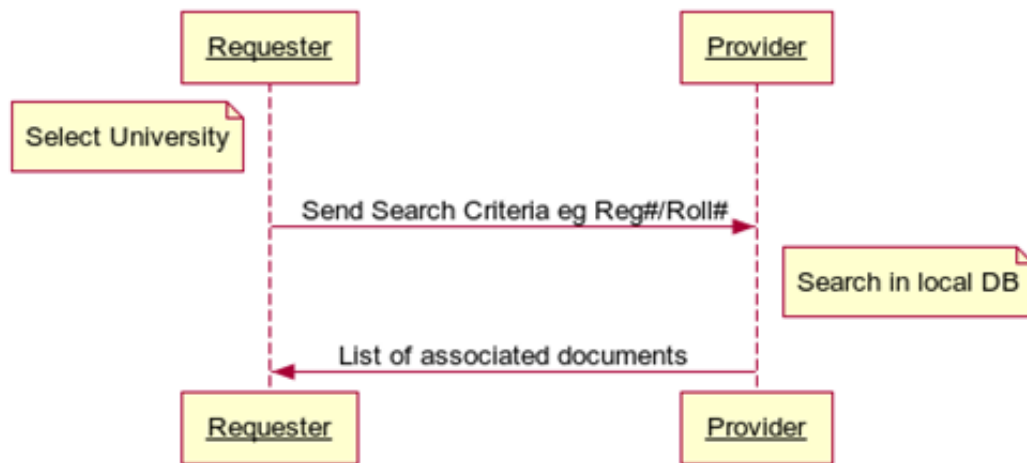 Requester
Provider
Select University
Send Search Criteria eg Reg#/Roll#
Search in local DB
List of associated documents
Requester
Provider